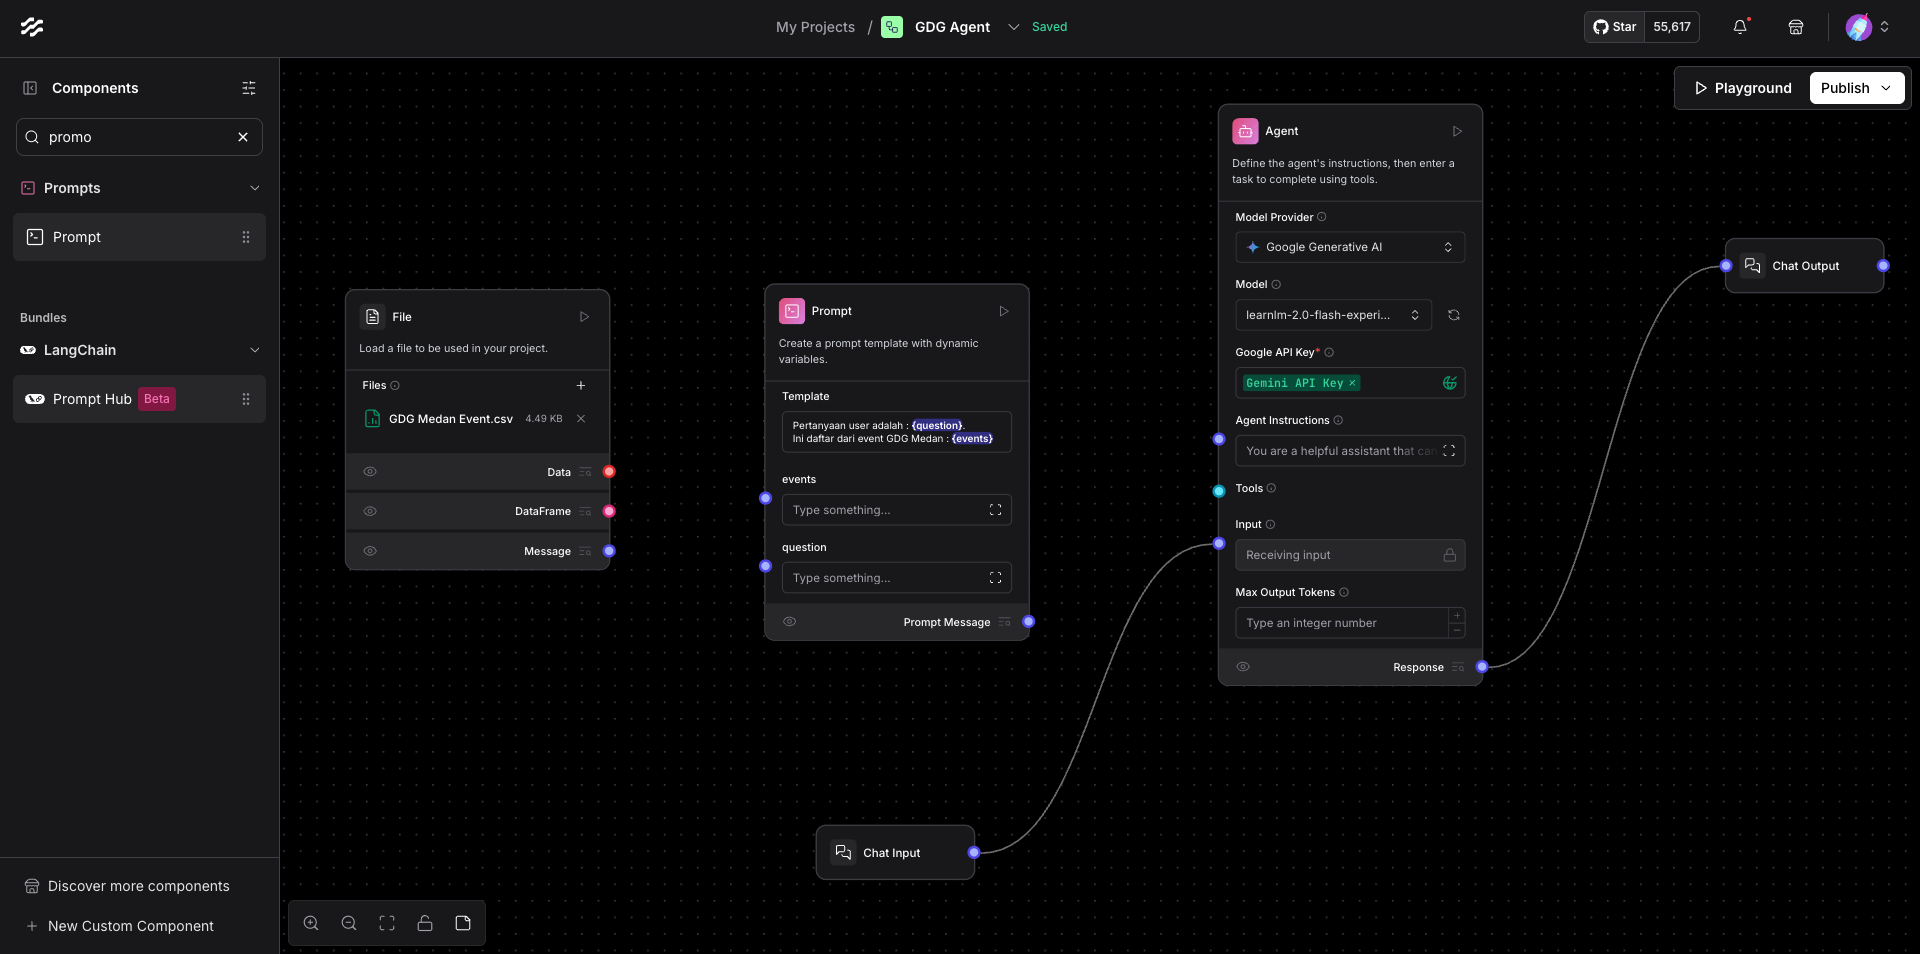 My Projects / GDG Agent Saved
Star 55,617
Components
promo
Prompts
Prompt
Bundles
LangChain
Prompt Hub Beta
Discover more components
New Custom Component
Playground
Publish
File
Load a file to be used in your project.
Files
GDG Medan Event.csv 4.49 KB
Data
DataFrame
Message
Prompt
Create a prompt template with dynamic
variables.
Template
Pertanyaan user adalah : {question}.
Ini daftar dari event GDG Medan : {events}
events
Type something...
question
Type something...
Prompt Message
Chat Input
Agent
Define the agent's instructions, then enter a
task to complete using tools.
Model Provider
Google Generative AI
Model
learnlm-2.0-flash-experi...
Google API Key*
Gemini API Key
Agent Instructions
You are a helpful assistant that can
Tools
Input
Receiving input
Max Output Tokens
Type an integer number
Response
Chat Output